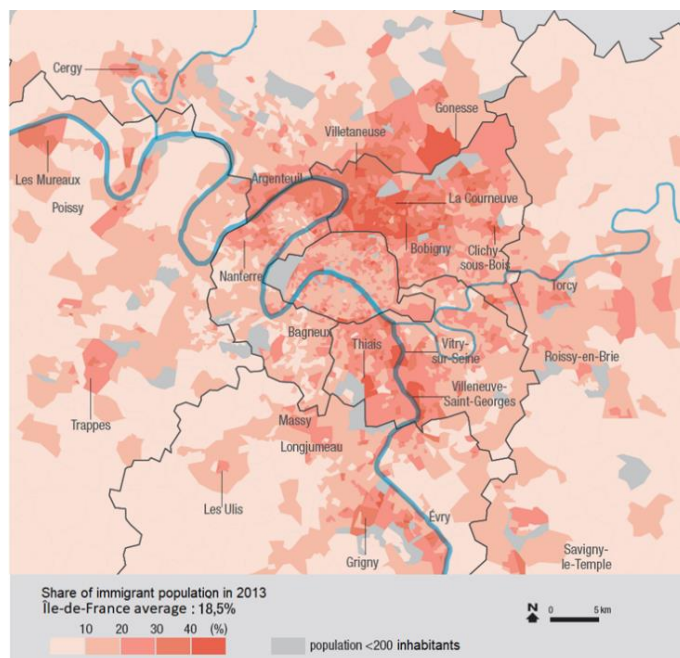 Cergy
Gonesse
Villetaneuse
Les Mureaux
Argenteuil
La Courneuve
Poissy
Bobigny
Clichy-
sous-Bois
Nanterre
Torcy
Bagneux
Thiais
Vitry-
sur-Seine
Roissy-en-Brie
Villeneuve-
Saint-Georges
Trappes
Massy
Longjumeau
Les Ulis
Évry
Grigny
Savigny-
le-Temple
Share of immigrant population in 2013
Île-de-France average : 18,5%
10 20 30 40 (%)
population <200 inhabitants
N 0 5 km